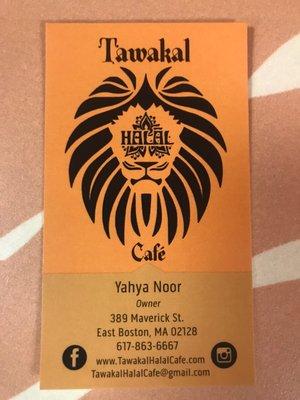 Tawakal
HALAL
Café
Yahya Noor
Owner
389 Maverick St.
East Boston, MA 02128
617-863-6667
www.TawakalHalalCafe.com
TawakalHalalCafe@gmail.com